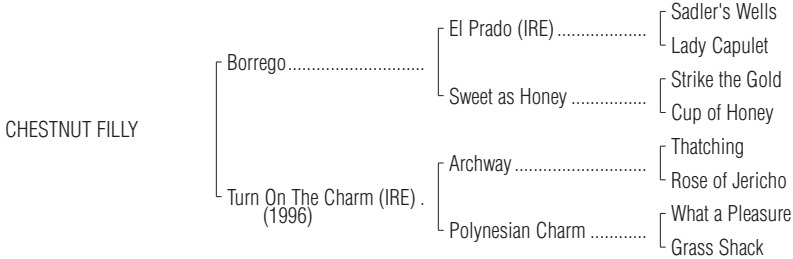 Sadler's Wells
El Prado (IRE) ...................
Lady Capulet
Borrego.............................
Strike the Gold
Sweet as Honey ................
Cup of Honey
CHESTNUT FILLY
Thatching
Archway ............................
Rose of Jericho
Turn On The Charm (IRE) .
(1996)
What a Pleasure
Polynesian Charm ............
Grass Shack